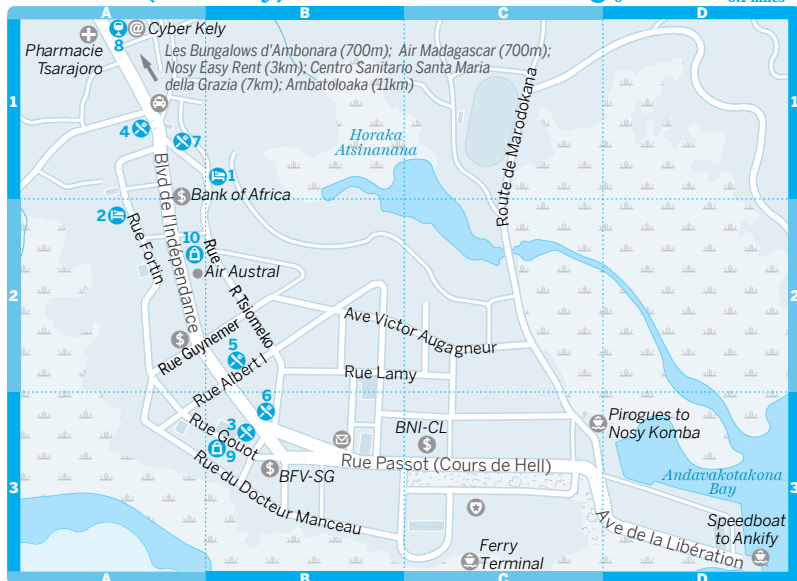 A
B
C
D
8
@ Cyber Kely
Pharmacie
Tsarajoro
Les Bungalows d'Ambonara (700m); Air Madagascar (700m);
Nosy Easy Rent (3km); Centro Sanitario Santa Maria
della Grazia (7km); Ambatoloaka (11km)
1
1
4
7
Horaka
Atsinanana
Route de Marodokana
1
$ Bank of Africa
Blvd de l'Indépendance
2
Rue Fortin
10
Rue R Tsiomeko
Air Austral
2
2
Ave Victor Augagneur
Rue Guynemer
$
5
Rue Albert I
Rue Lamy
6
3
Rue Gouot
9
BNI-CL
$
Pirogues to
Nosy Komba
Rue Passot (Cours de Hell)
$
BFV-SG
Andavakotakona
Bay
3
3
Rue du Docteur Manceau
Ave de la Libération
Speedboat
to Ankify
Ferry
Terminal
A
B
C
D